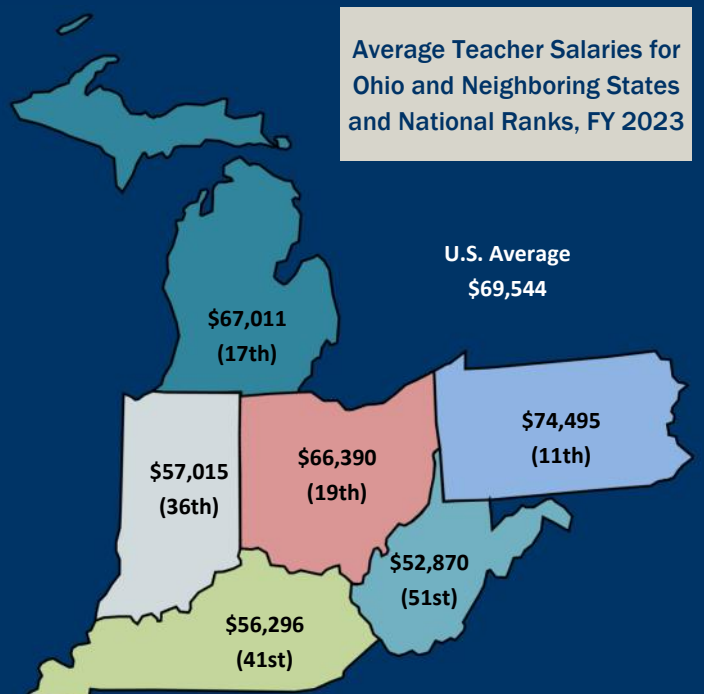 Average Teacher Salaries for
Ohio and Neighboring States
and National Ranks, FY 2023
U.S. Average
$69,544
$67,011
(17th)
$74,495
(11th)
$57,015
(36th)
$66,390
(19th)
$52,870
(51st)
$56,296
(41st)